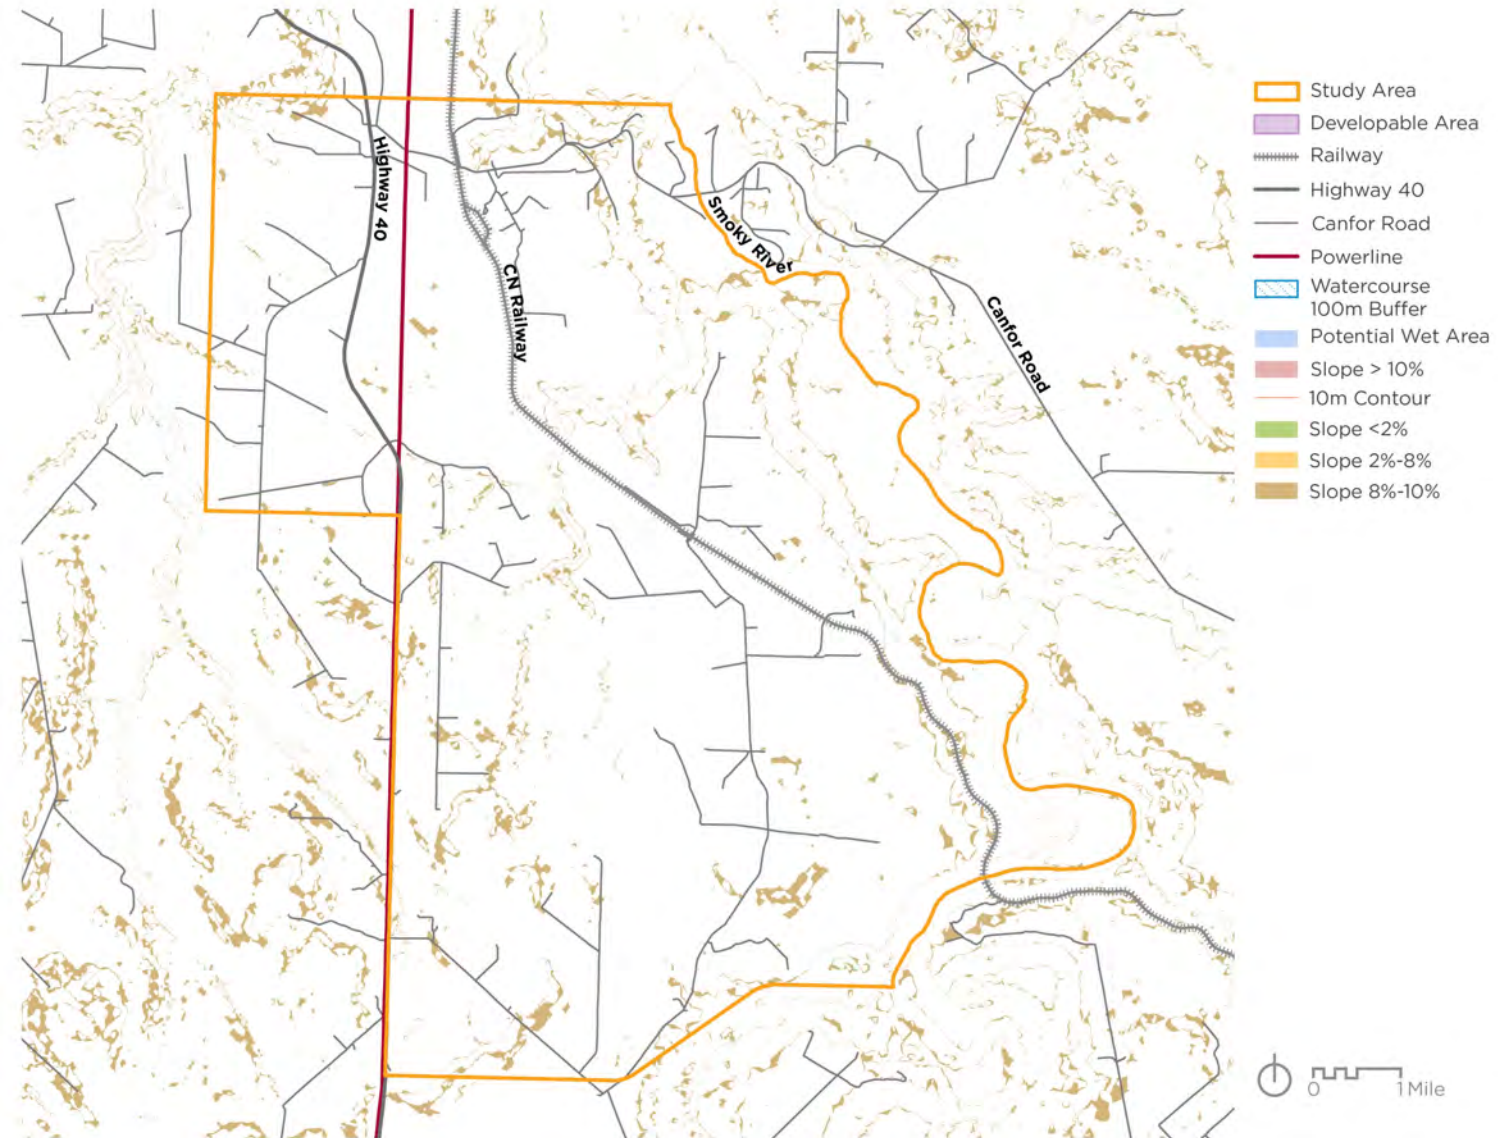 Highway 40
CN Railway
Smoky River
Canfor Road
Study Area
Developable Area
Railway
Highway 40
Canfor Road
Powerline
Watercourse
100m Buffer
Potential Wet Area
Slope > 10%
10m Contour
Slope <2%
Slope 2%-8%
Slope 8%-10%
0
1 Mile